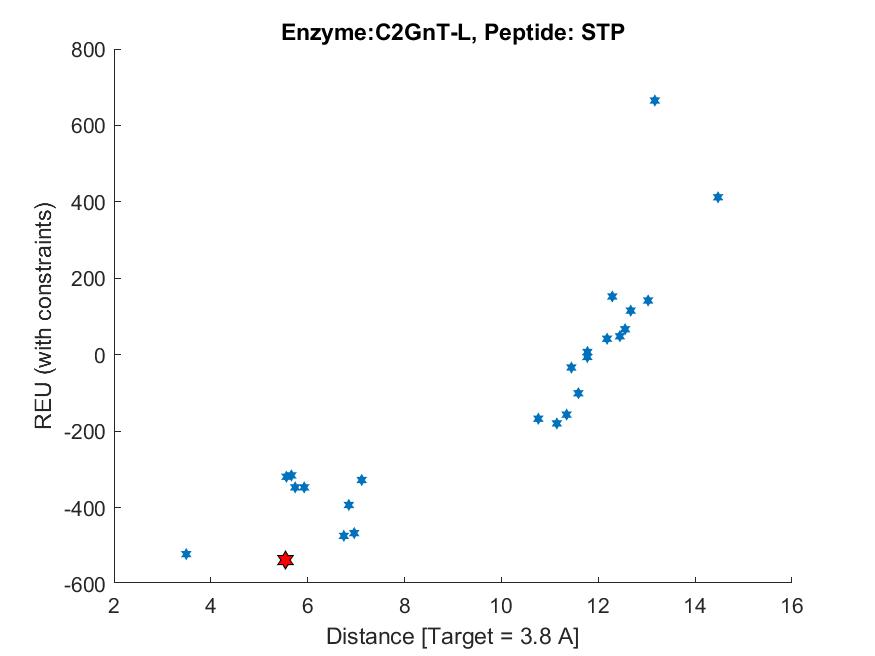 Enzyme:C2GnT-L, Peptide: STP
800
600
400
200
0
-200
-400
-600
REU (with constraints)
2 4 6 8 10 12 14 16
Distance [Target = 3.8 A]